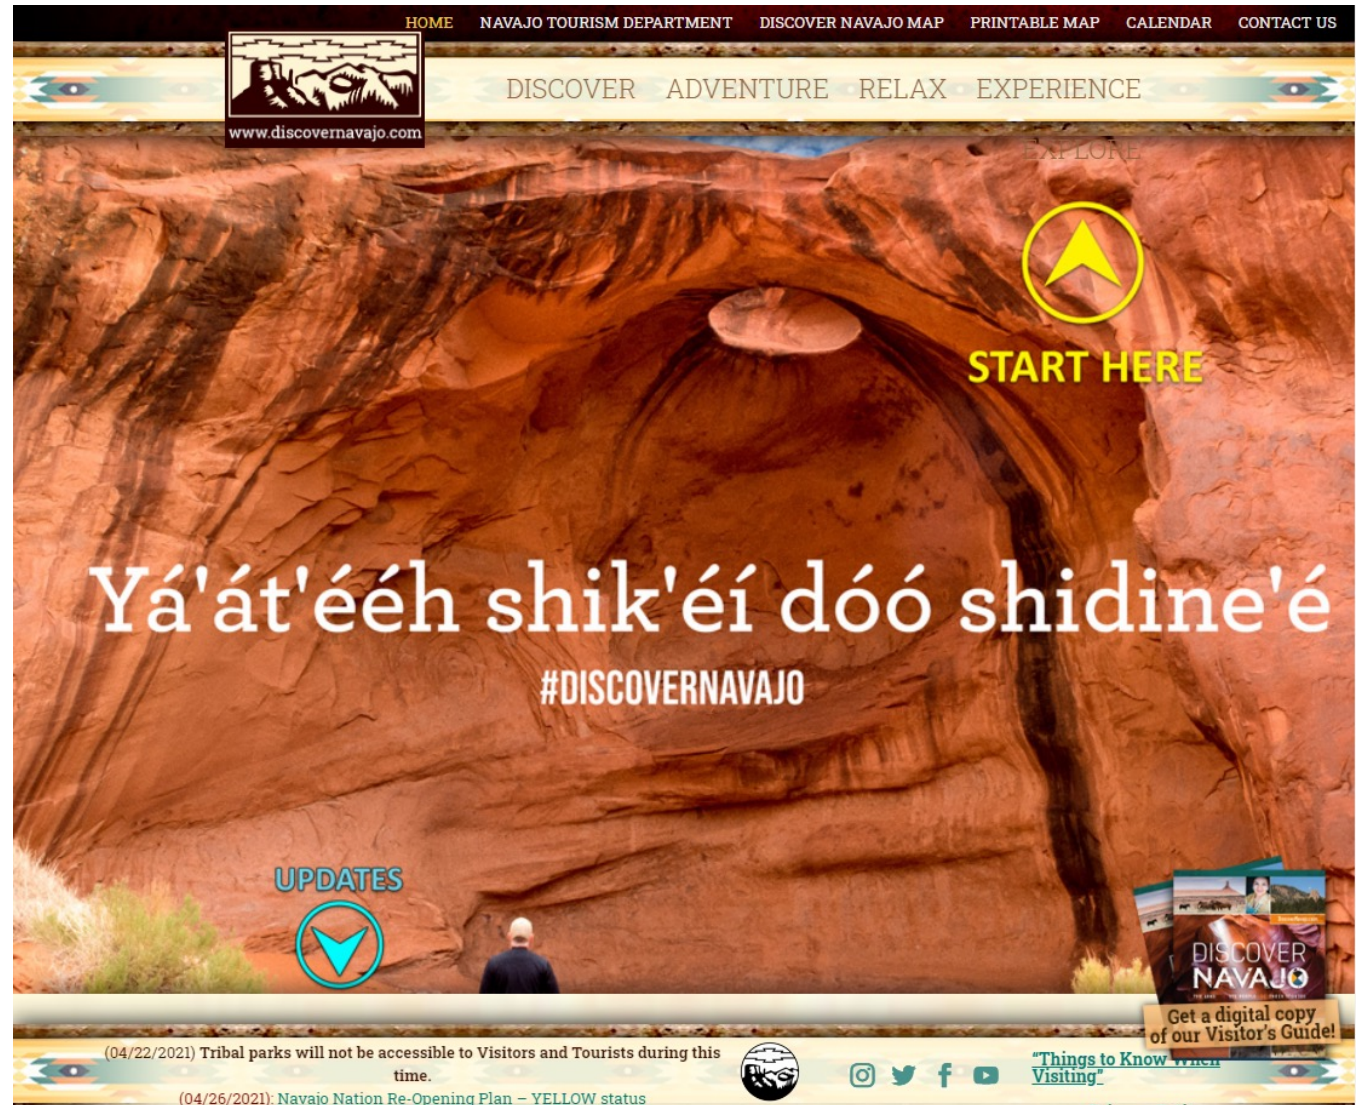 HOME NAVAJO TOURISM DEPARTMENT DISCOVER NAVAJO MAP PRINTABLE MAP CALENDAR CONTACT US
www.discovernavajo.com
DISCOVER ADVENTURE RELAX EXPERIENCE
EXPLORE
START HERE
Yá'át'ééh shik'éí dóó shidine'é
#DISCOVERNAVAJO
UPDATES
DISCOVER
NAVAJO
Get a digital copy
of our Visitor's Guide!
(04/22/2021) Tribal parks will not be accessible to Visitors and Tourists during this
time.
(04/26/2021): Navajo Nation Re-Opening Plan – YELLOW status
“Things to Know When
Visiting”